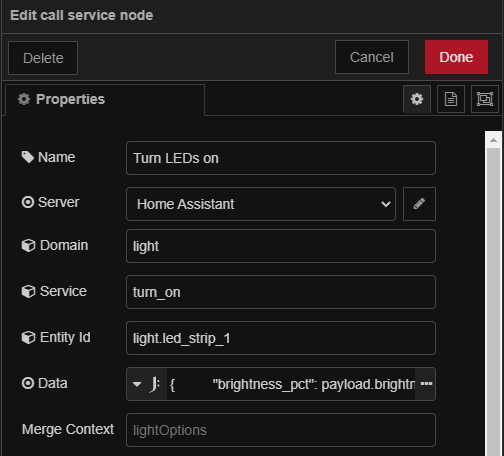 Edit call service node
Delete
Cancel
Done
Properties
Name
Turn LEDs on
Server
Home Assistant
Domain
light
Service
turn_on
Entity Id
light.led_strip_1
Data
J: { "brightness_pct": payload.brightn ...
Merge Context
lightOptions